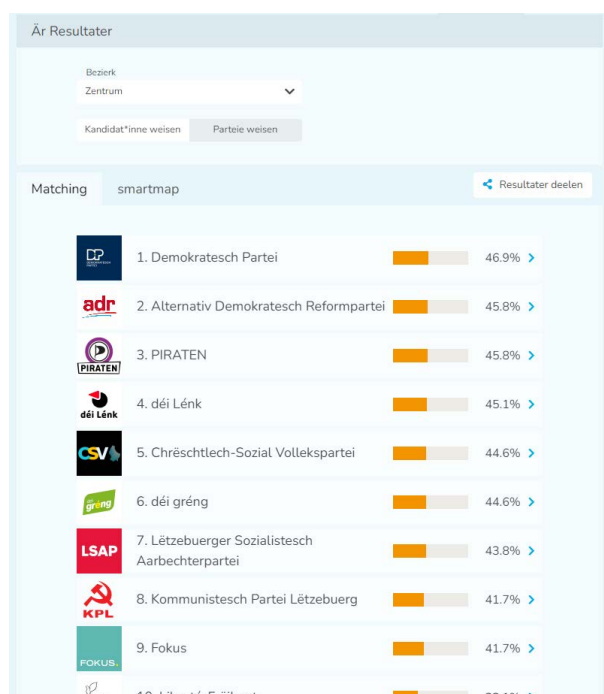 Är Resultater
Bezierk
Zentrum
Kandidat*inne weisen
Parteie weisen
Matching
smartmap
Resultater deelen
DP
1. Demokratesch Partei
46.9%
adr
2. Alternativ Demokratesch Reformpartei
45.8%
PIRATEN
3. PIRATEN
45.8%
déi Lénk
4. déi Lénk
45.1%
CSV
5. Chrëschtlech-Sozial Vollekspartei
44.6%
déi gréng
6. déi gréng
44.6%
LSAP
7. Lëtzebuerger Sozialistesch
Aarbechterpartei
43.8%
KPL
8. Kommunistesch Partei Lëtzebuerg
41.7%
FOKUS.
9. Fokus
41.7%